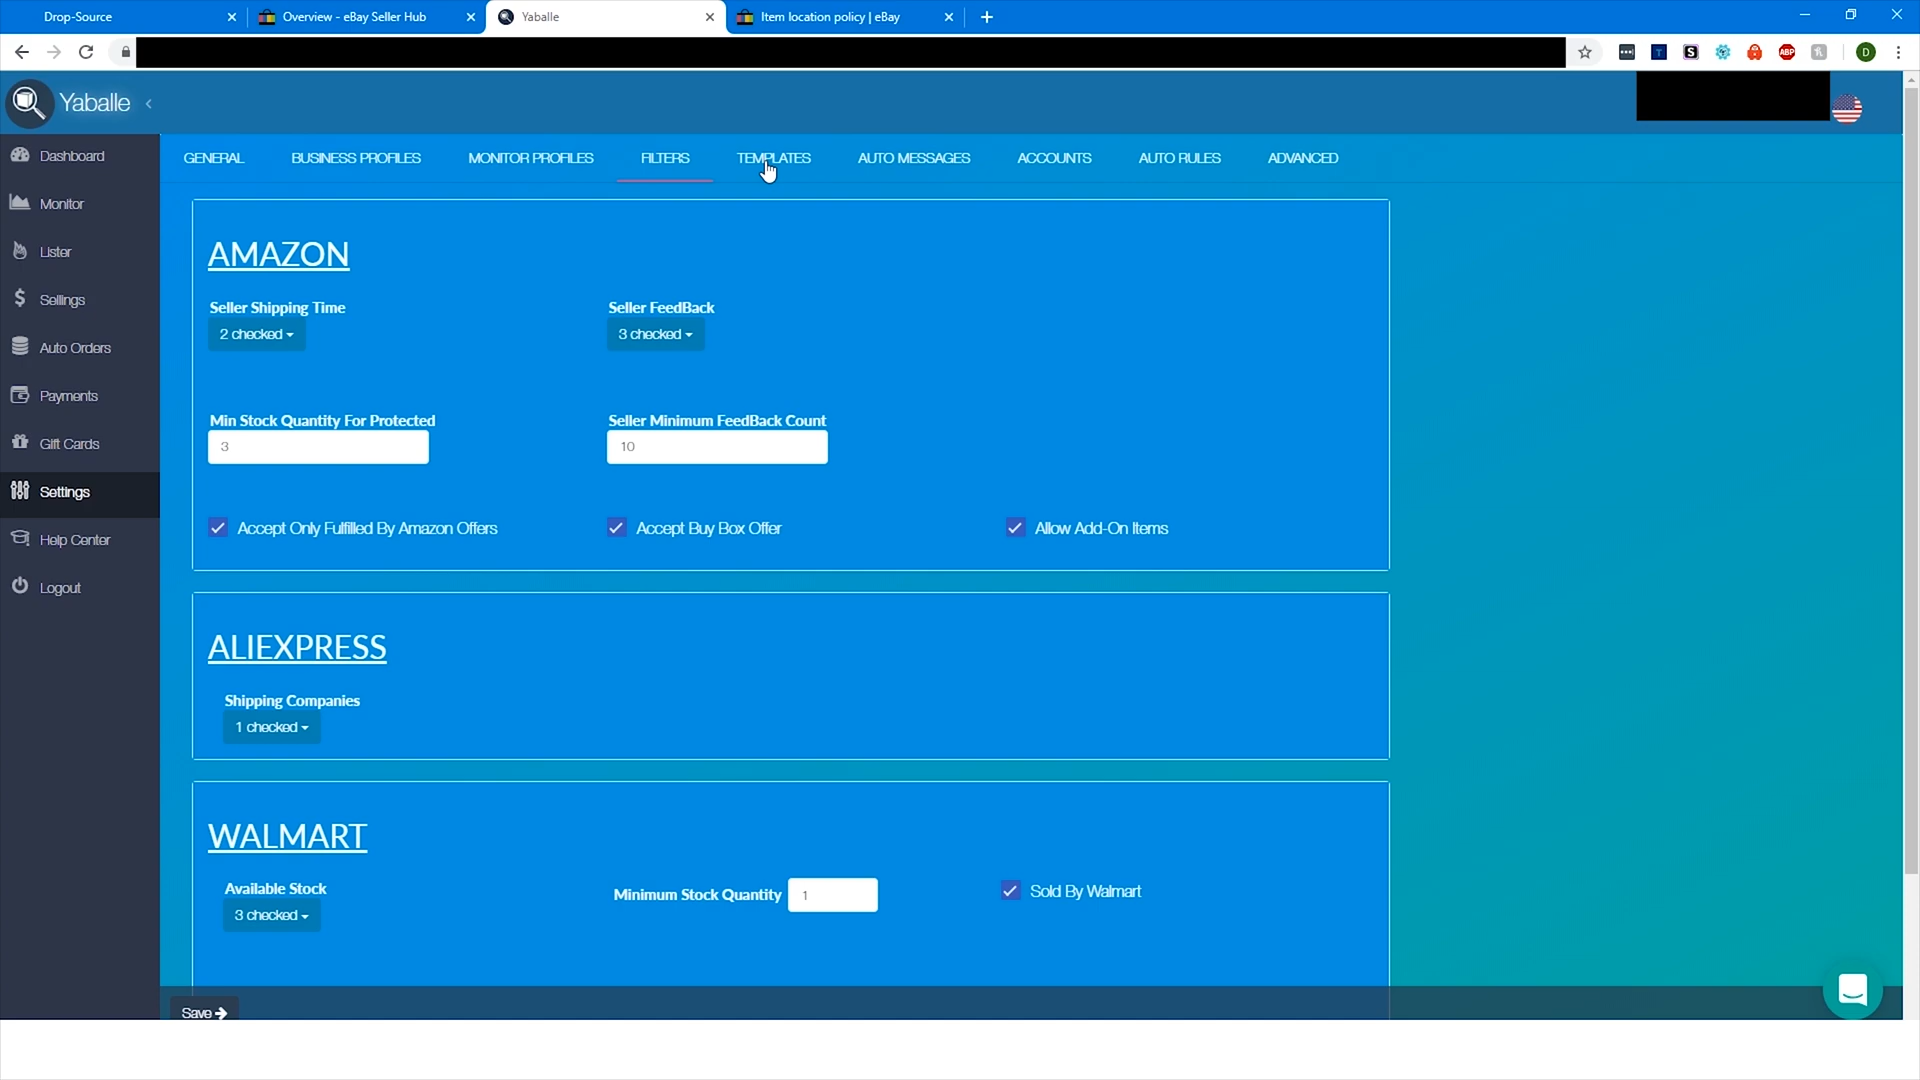 Drop-Source
Overview - eBay Seller Hub
Yaballe
Item location policy | eBay
T
S
ABP
D
Yaballe
Dashboard
Monitor
Lister
Sellings
Auto Orders
Payments
Gift Cards
Settings
Help Center
Logout
GENERAL BUSINESS PROFILES MONITOR PROFILES FILTERS TEMPLATES AUTO MESSAGES ACCOUNTS AUTO RULES ADVANCED
AMAZON
Seller Shipping Time Seller FeedBack
2 checked 3 checked
Min Stock Quantity For Protected Seller Minimum FeedBack Count
3 10
Accept Only Fulfilled By Amazon Offers Accept Buy Box Offer Allow Add-On Items
ALIEXPRESS
Shipping Companies
1 checked
WALMART
Available Stock
3 checked
Minimum Stock Quantity 1 Sold By Walmart
Save